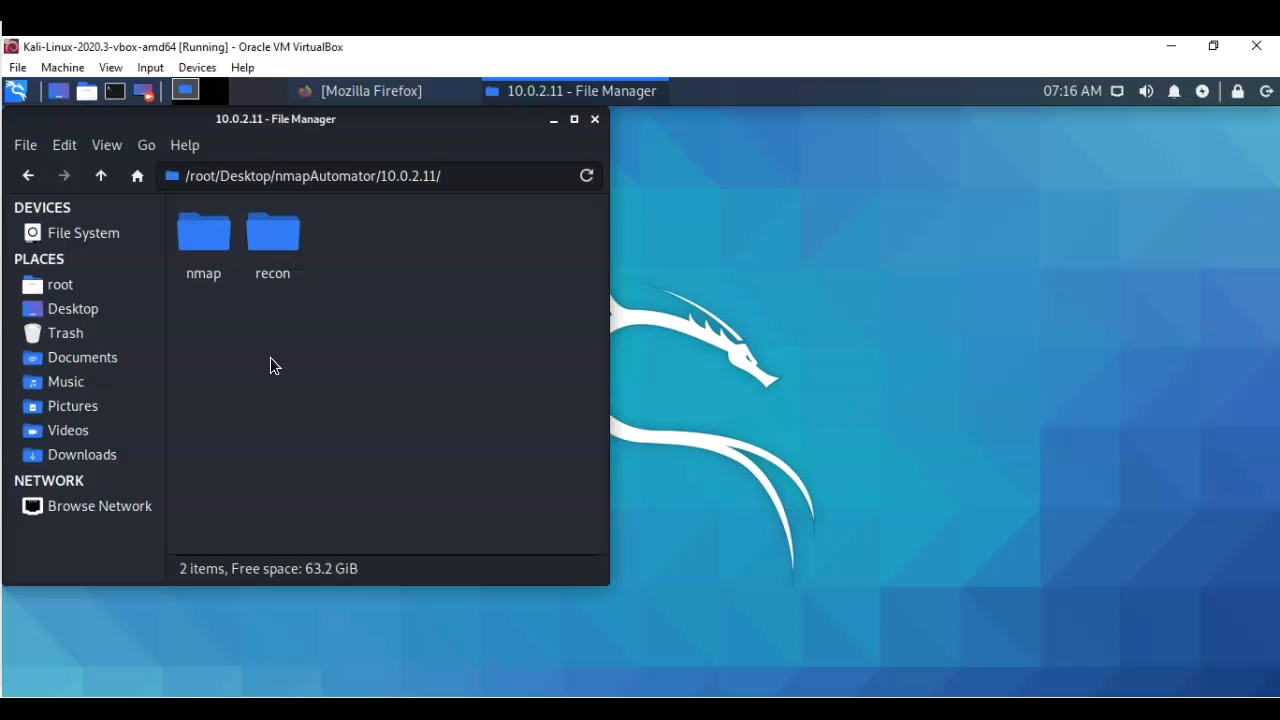 Kali-Linux-2020.3-vbox-amd64 [Running] - Oracle VM VirtualBox
File Machine View Input Devices Help
[Mozilla Firefox] 10.0.2.11 - File Manager 07:16 AM
10.0.2.11 - File Manager
File Edit View Go Help
/root/Desktop/nmapAutomator/10.0.2.11/
DEVICES
File System
PLACES
root
Desktop
Trash
Documents
Music
Pictures
Videos
Downloads
NETWORK
Browse Network
nmap recon
2 items, Free space: 63.2 GiB